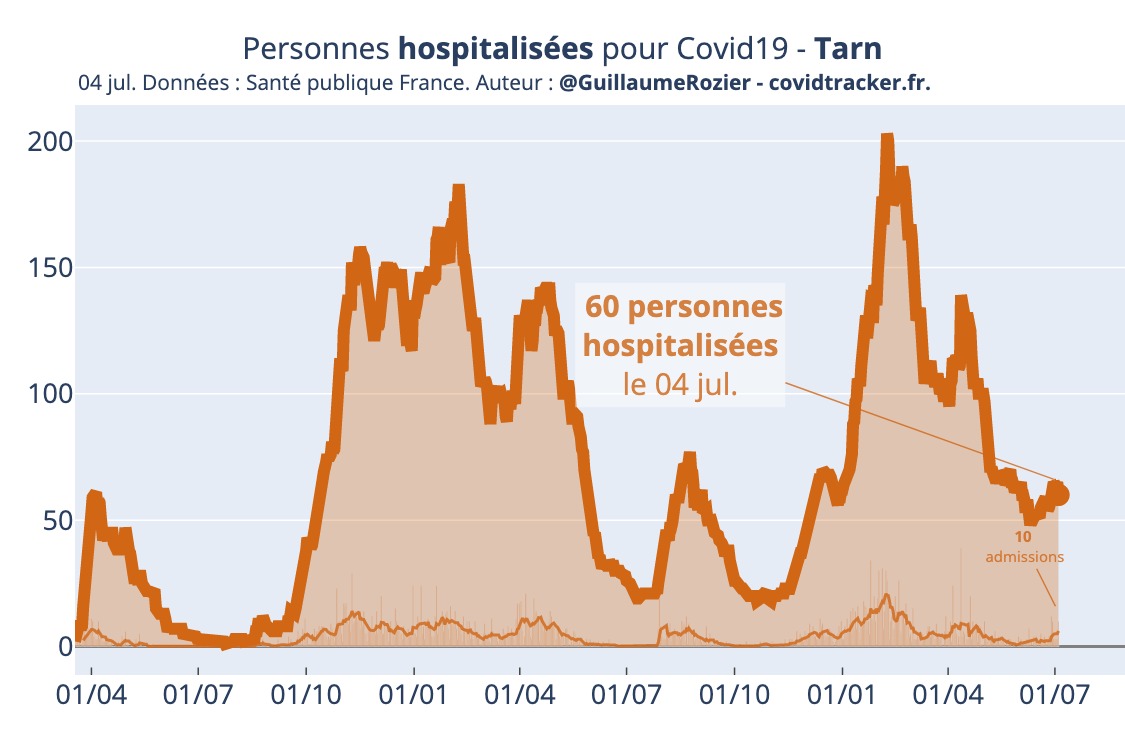 Personnes hospitalisées pour Covid19 - Tarn
04 jul. Données : Santé publique France. Auteur : @GuillaumeRozier - covidtracker.fr.
200
150
100
50
0
60 personnes
hospitalisées
le 04 jul.
10
admissions
01/04 01/07 01/10 01/01 01/04 01/07 01/10 01/01 01/04 01/07